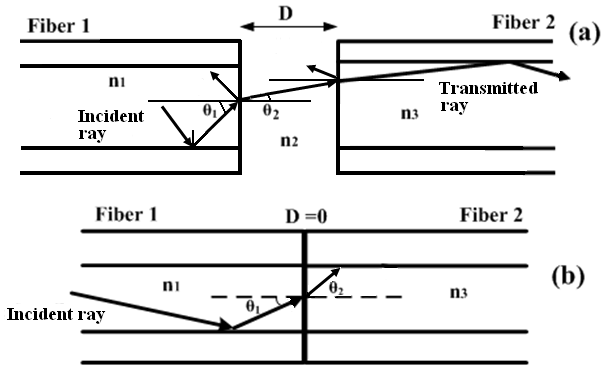 Fiber 1
D
Fiber 2
(a)
n1
Incident
ray
θ1
θ2
n2
n3
Transmitted
ray
Fiber 1
D =0
Fiber 2
n1
θ1
θ2
n3
(b)
Incident ray